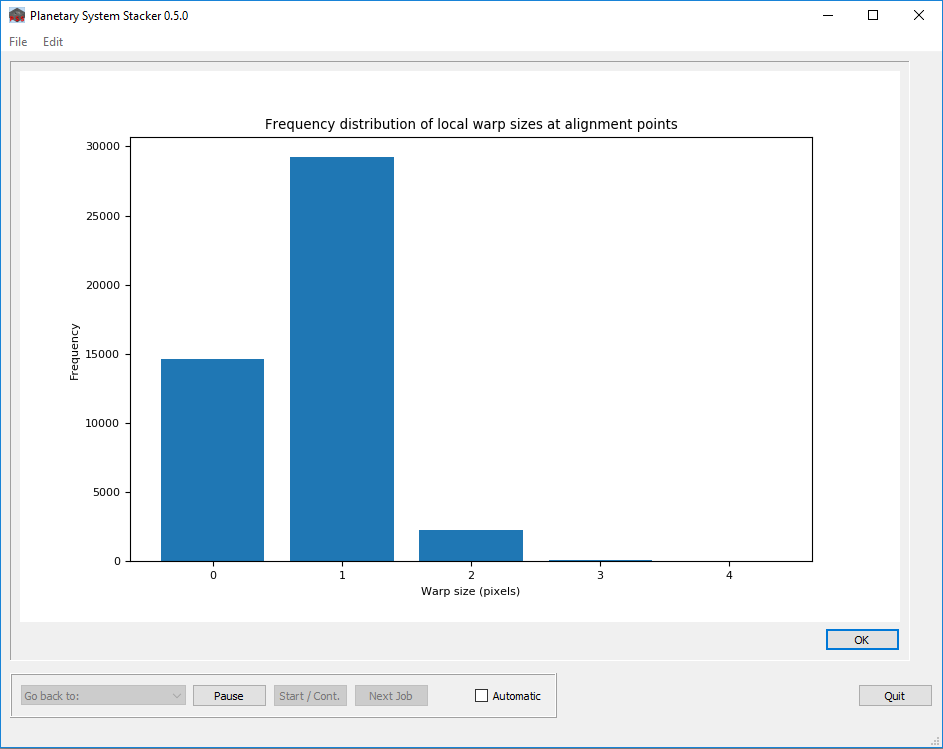 Planetary System Stacker 0.5.0
File Edit
Frequency distribution of local warp sizes at alignment points
30000
25000
20000
15000
10000
5000
0
Frequency
0 1 2 3 4
Warp size (pixels)
OK
Go back to: Pause Start / Cont. Next Job Automatic Quit